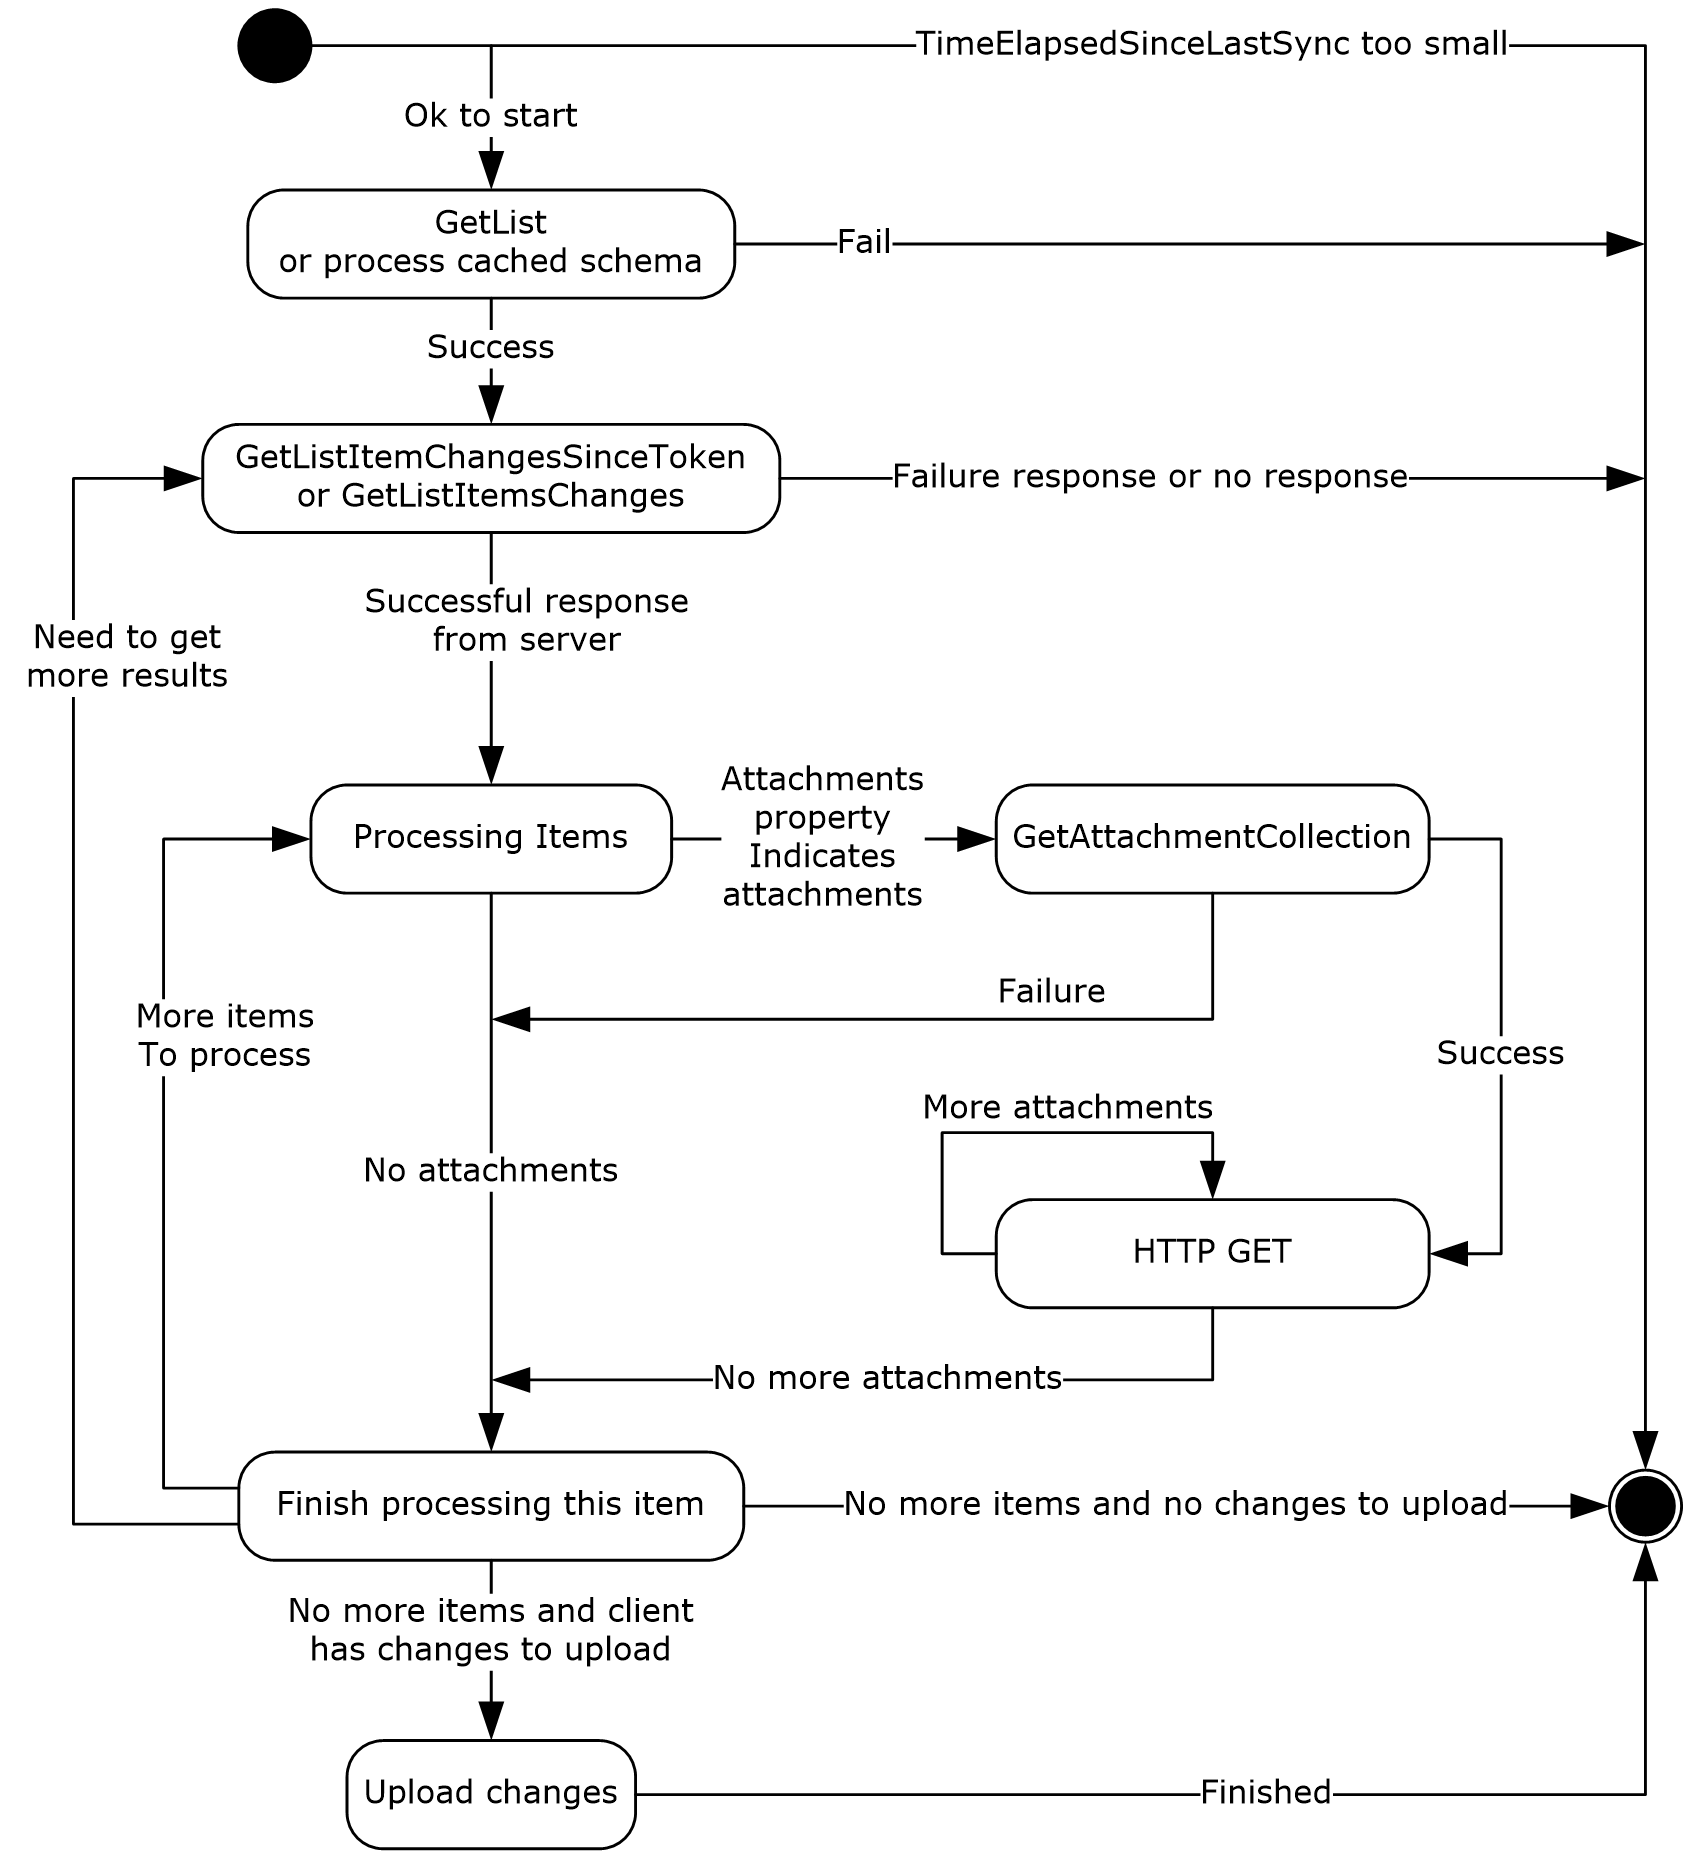 TimeElapsedSinceLastSync too small
Ok to start
GetList
or process cached schema
Fail
Success
GetListItemChangesSinceToken
or GetListItemsChanges
Failure response or no response
Successful response
from server
Need to get
more results
Attachments
property
Indicates
attachments
Processing Items
GetAttachmentCollection
Failure
More items
To process
Success
More attachments
No attachments
HTTP GET
No more attachments
Finish processing this item
No more items and no changes to upload
No more items and client
has changes to upload
Upload changes
Finished